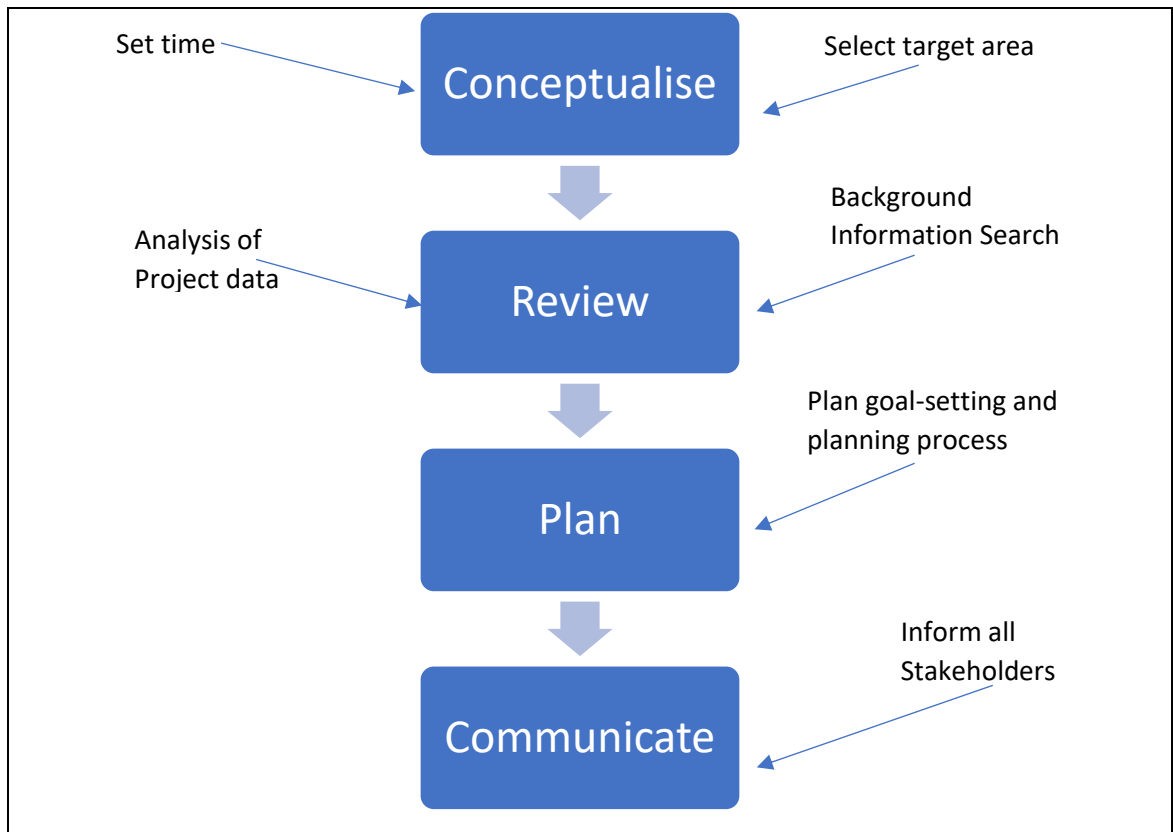 Set time
Conceptualise
Select target area
Analysis of
Project data
Review
Background
Information Search
Plan goal-setting and
planning process
Plan
Inform all
Stakeholders
Communicate